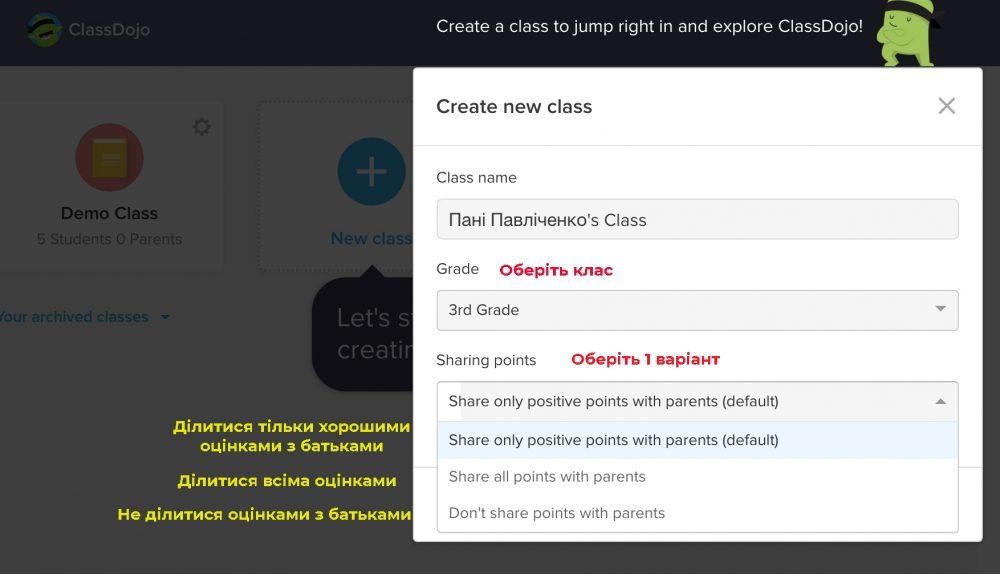 ClassDojo
Create a class to jump right in and explore ClassDojo!
Demo Class
5 Students 0 Parents
New class
Your archived classes
Let's
creatin
Create new class
Class name
Пані Павліченко's Class
Grade
Оберіть клас
3rd Grade
Sharing points
Оберіть 1 варіант
Share only positive points with parents (default)
Share only positive points with parents (default)
Share all points with parents
Don't share points with parents
Ділитися тільки хорошими
оцінками з батьками
Ділитися всіма оцінками
Не ділитися оцінками з батьками